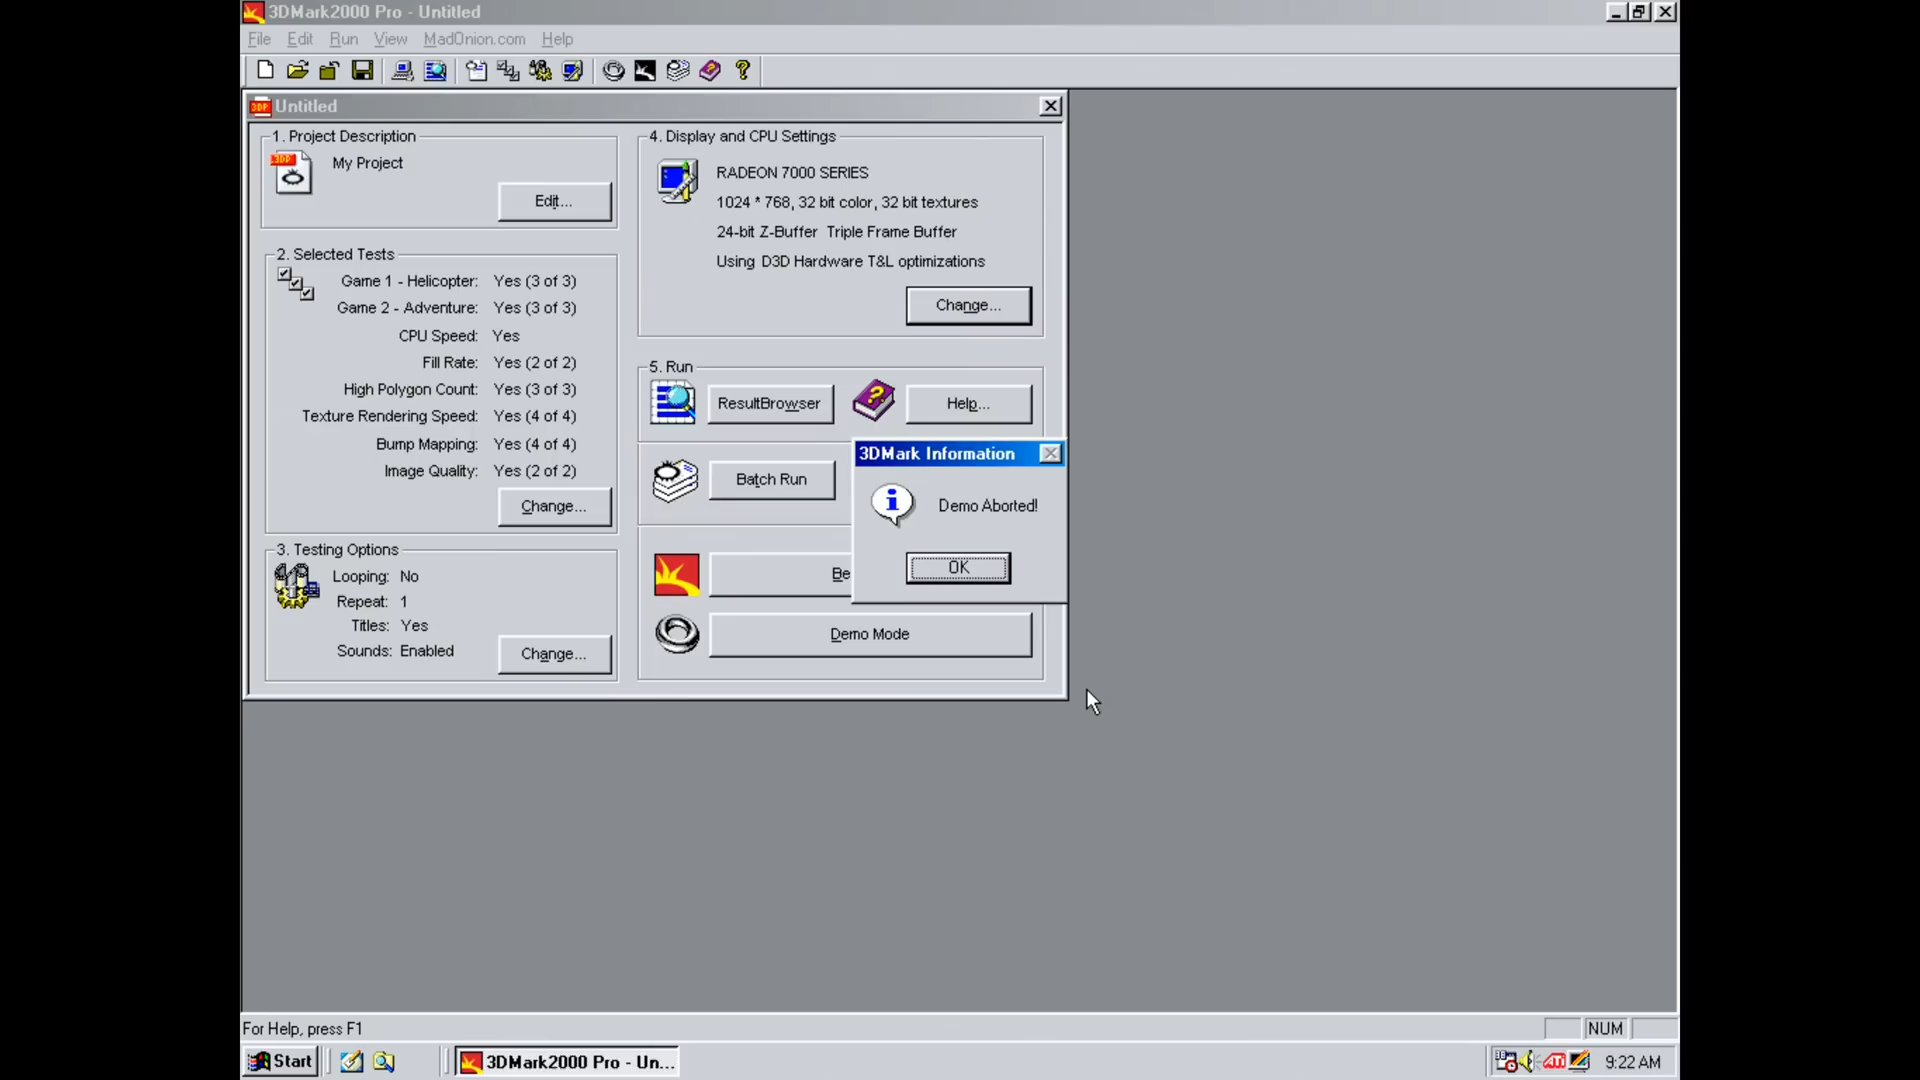 3DMark2000 Pro - Untitled
File Edit Run View MadOnion.com Help
Untitled
1. Project Description
My Project
Edit...
2. Selected Tests
Game 1 - Helicopter: Yes (3 of 3)
Game 2 - Adventure: Yes (3 of 3)
CPU Speed: Yes
Fill Rate: Yes (2 of 2)
High Polygon Count: Yes (3 of 3)
Texture Rendering Speed: Yes (4 of 4)
Bump Mapping: Yes (4 of 4)
Image Quality: Yes (2 of 2)
Change...
3. Testing Options
Looping: No
Repeat: 1
Titles: Yes
Sounds: Enabled
Change...
4. Display and CPU Settings
RADEON 7000 SERIES
1024 * 768, 32 bit color, 32 bit textures
24-bit Z-Buffer Triple Frame Buffer
Using D3D Hardware T&L optimizations
Change...
5. Run
ResultBrowser
Help...
Batch Run
Be
Demo Mode
3DMark Information
Demo Aborted!
OK
For Help, press F1
NUM
Start
3DMark2000 Pro - Un...
9:22 AM